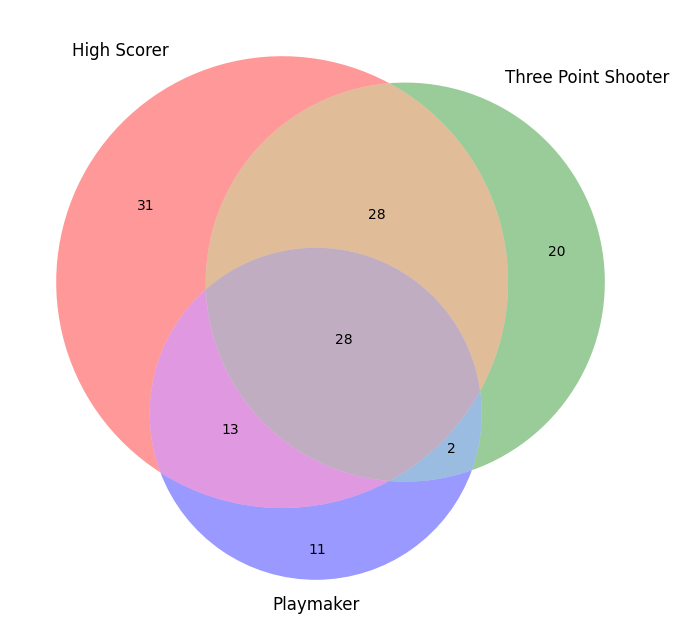 High Scorer
Three Point Shooter
31
28
20
28
13
2
11
Playmaker